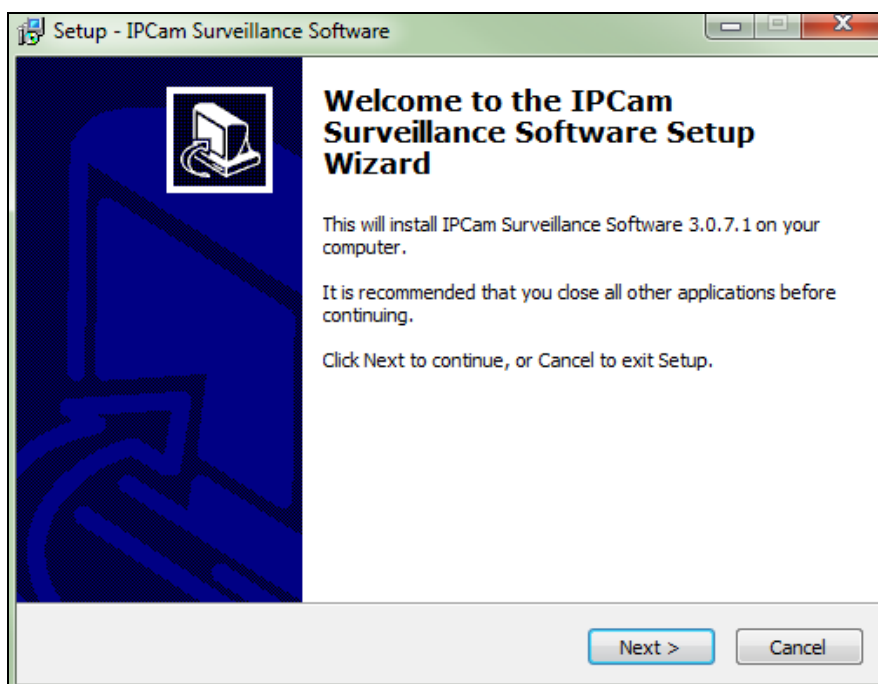 Setup - IPCam Surveillance Software
Welcome to the IPCam
Surveillance Software Setup
Wizard
This will install IPCam Surveillance Software 3.0.7.1 on your
computer.
It is recommended that you close all other applications before
continuing.
Click Next to continue, or Cancel to exit Setup.
Next >
Cancel